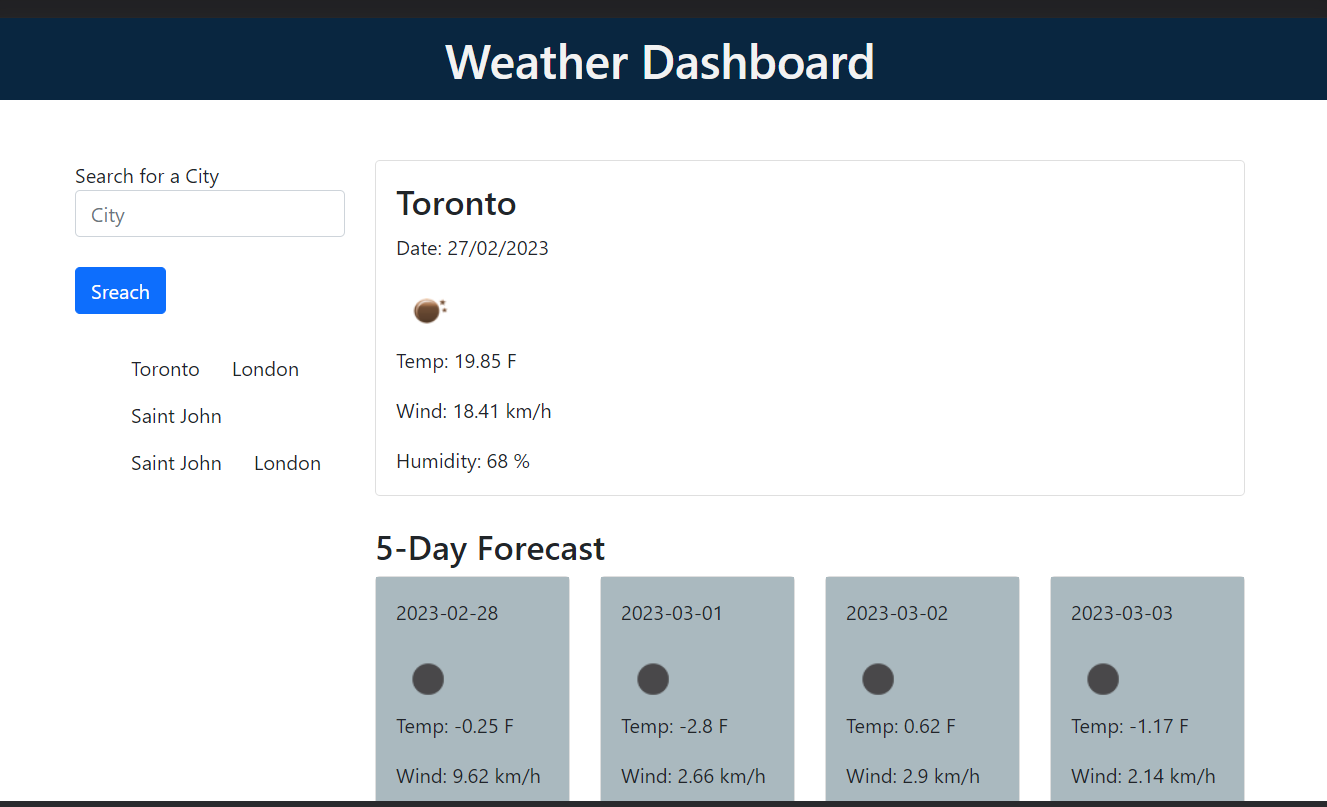 Weather Dashboard
Search for a City
City
Sreach
Toronto London
Saint John
Saint John London
Toronto
Date: 27/02/2023
Temp: 19.85 F
Wind: 18.41 km/h
Humidity: 68 %
5-Day Forecast
2023-02-28
Temp: -0.25 F
Wind: 9.62 km/h
2023-03-01
Temp: -2.8 F
Wind: 2.66 km/h
2023-03-02
Temp: 0.62 F
Wind: 2.9 km/h
2023-03-03
Temp: -1.17 F
Wind: 2.14 km/h